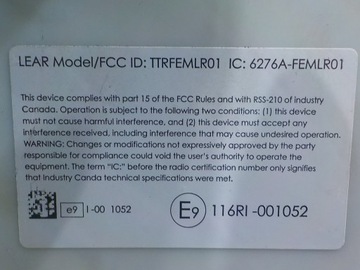 LEAR Model/FCC ID: TTRFEMLR01 IC: 6276A-FEMLR01
This device complies with part 15 of the FCC Rules and with RSS-210 of industry
Canada. Operation is subject to the following two conditions: (1) this device
must not cause harmful interference, and (2) this device must accept any
interference received, including interference that may cause undesired operation.
WARNING: Changes or modifications not expressively approved by the party
responsible for compliance could void the user's authority to operate the
equipment. The term "IC:" before the radio certification number only signifies
that Industry Canda technical specifications were met.
e9 I-00 1052
E9 116RI-001052